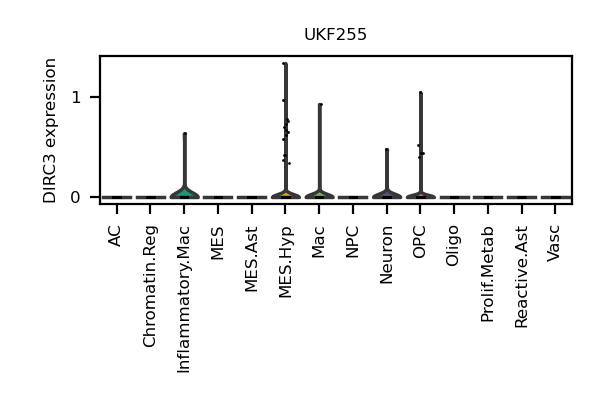 UKF255
DIRC3 expression
1
0
AC
Chromatin.Reg
Inflammatory.Mac
MES
MES.Ast
MES.Hyp
Mac
NPC
Neuron
OPC
Oligo
Prolif.Metab
Reactive.Ast
Vasc